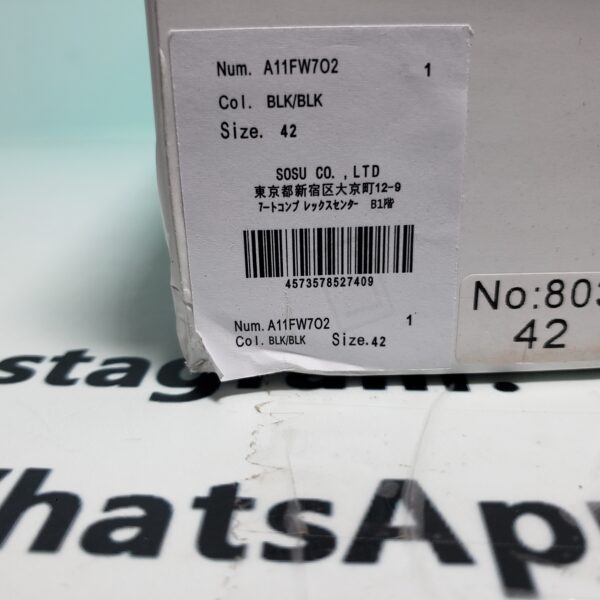 Num. A11FW702 1
Col. BLK/BLK
Size. 42
SOSU CO. ,LTD
東京都新宿区大京町12-9
ｱｰﾄｺﾝﾌﾟ ﾚｯｸｽｾﾝﾀｰ B1階
4573578527409
Num. A11FW702 1
Col. BLK/BLK Size. 42
No:803
42
stagram.
WhatsApp